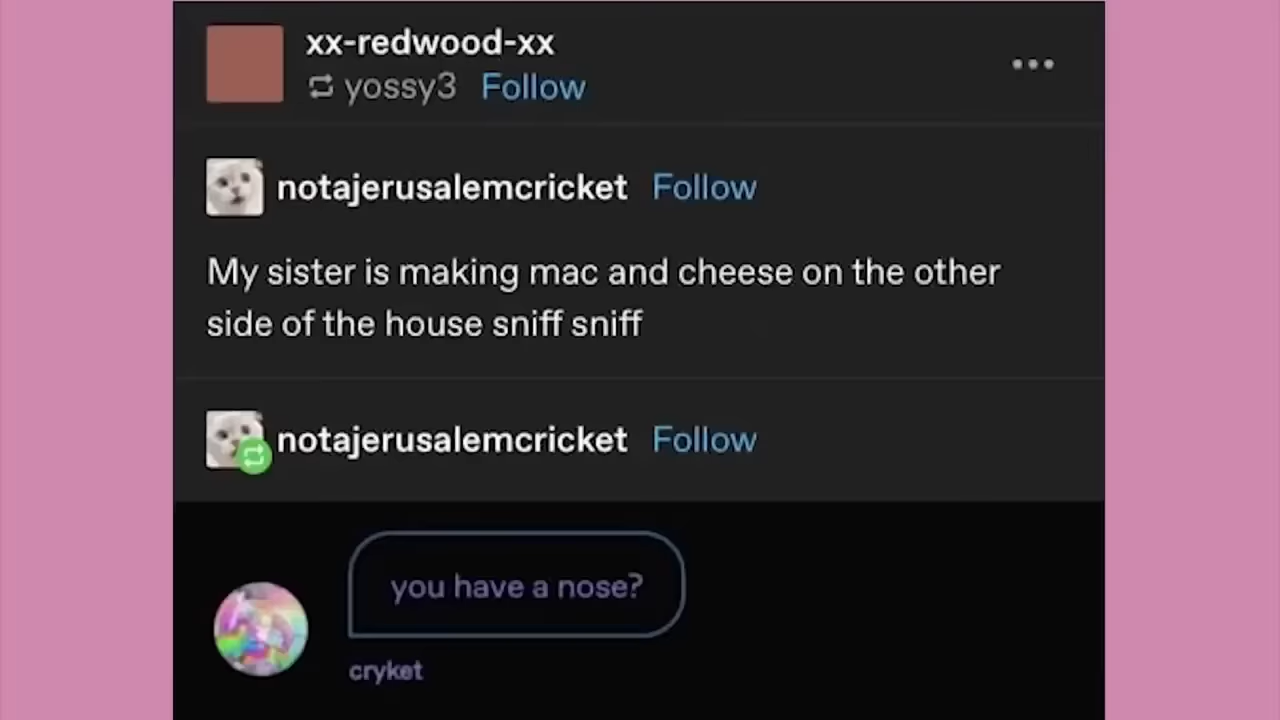 xx-redwood-xx
yossy3 Follow
notajerusalemcricket Follow
My sister is making mac and cheese on the other
side of the house sniff sniff
notajerusalemcricket Follow
you have a nose?
cryket